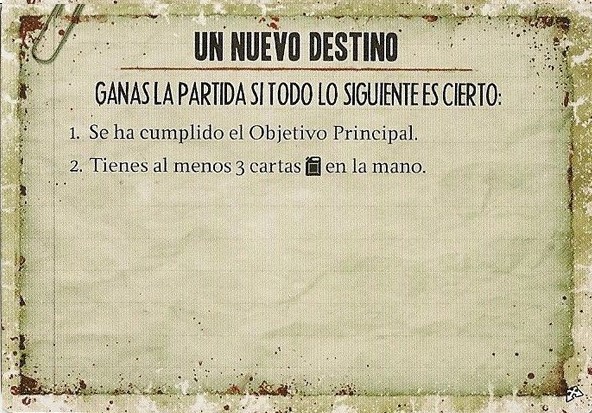 UN NUEVO DESTINO
GANAS LA PARTIDA SI TODO LO SIGUIENTE ES CIERTO:
1. Se ha cumplido el Objetivo Principal.
2. Tienes al menos 3 cartas en la mano.